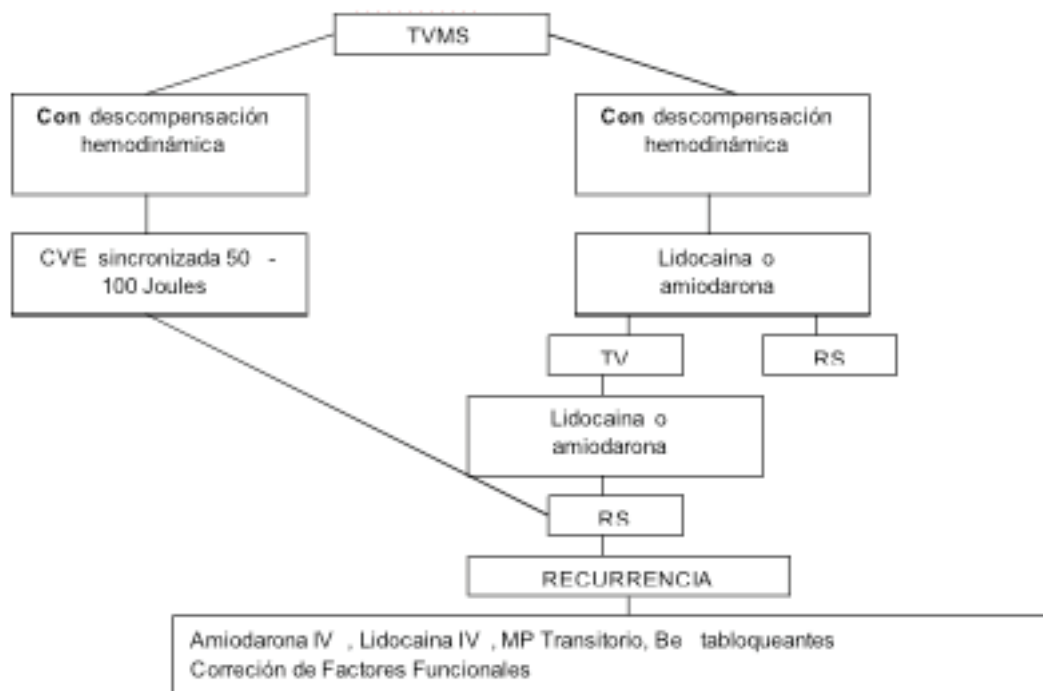 TVMS
Con descompensación
hemodinámica
Con descompensación
hemodinámica
CVE sincronizada 50 -
100 Joules
Lidocaina o
amiodarona
TV
RS
Lidocaina o
amiodarona
RS
RECURRENCIA
Amiodarona IV , Lidocaina IV , MP Transitorio, Be tabloqueantes
Correción de Factores Funcionales